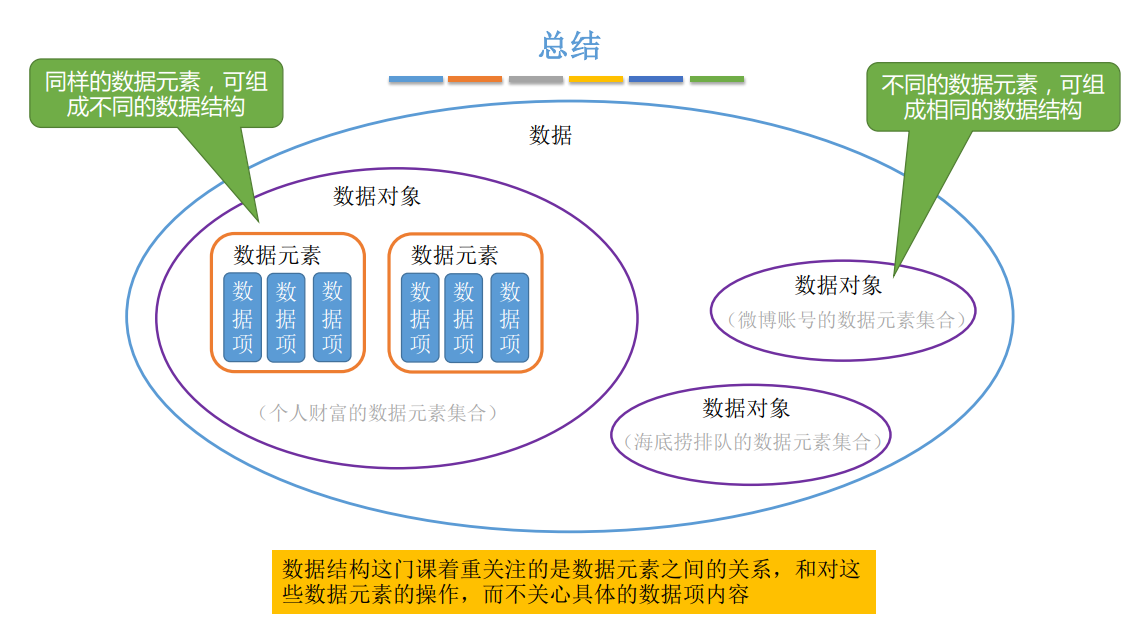 总结
同样的数据元素，可组
成不同的数据结构
不同的数据元素，可组
成相同的数据结构
数据
数据对象
数据元素
数据项
数据项
数据项
数据元素
数据项
数据项
数据项
（个人财富的数据元素集合）
数据对象
（微博账号的数据元素集合）
数据对象
（海底捞排队的数据元素集合）
数据结构这门课着重关注的是数据元素之间的关系，和对这
些数据元素的操作，而不关心具体的数据项内容